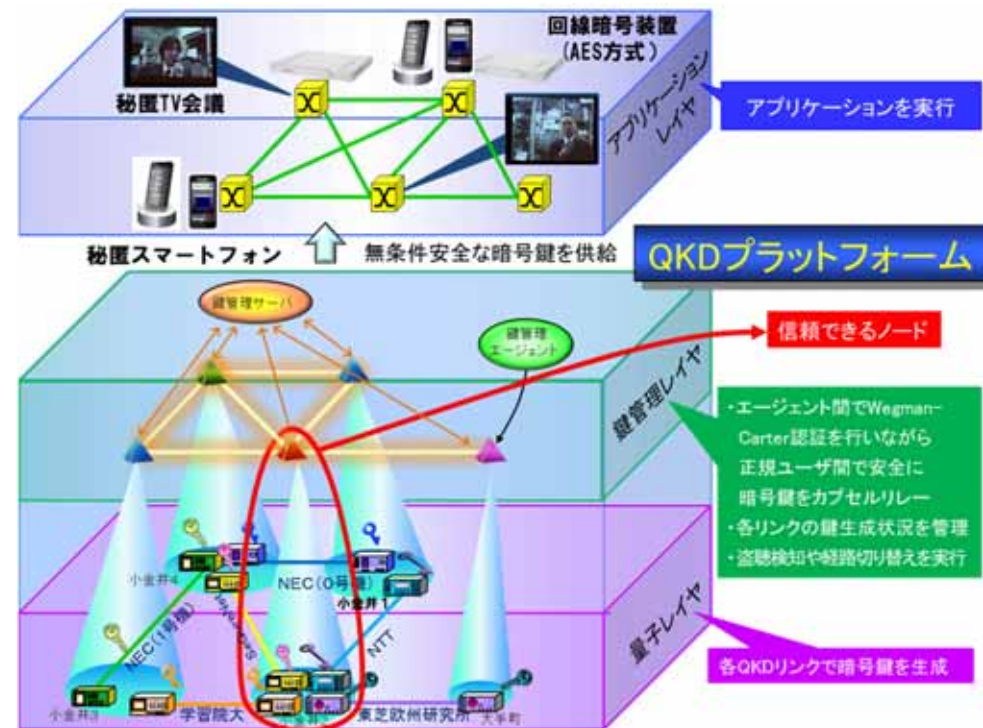 回線暗号装置
(AES方式)
秘匿TV会議
アプリケーション
レイヤ
アプリケーションを実行
秘匿スマートフォン
無条件安全な暗号鍵を供給
QKDプラットフォーム
鍵管理サーバ
鍵管理
エージェント
信頼できるノード
鍵管理レイヤ
・エージェント間でWegman-
Carter認証を行いながら
正規ユーザ間で安全に
暗号鍵をカプセルリレー
・各リンクの鍵生成状況を管理
・盗聴検知や経路切り替えを実行
小金井4
NEC(0号機)
小金井1
NEC(1号機)
NTT
量子レイヤ
各QKDリンクで暗号鍵を生成
小金井3
学習院大
東芝欧州研究所
大手町